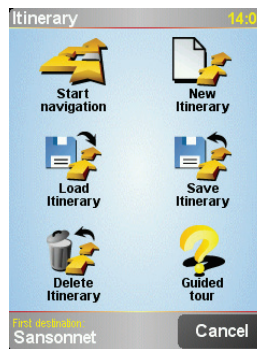 Itinerary 14:0
Start
navigation
New
Itinerary
Load
Itinerary
Save
Itinerary
Delete
Itinerary
Guided
tour
First destination:
Sansonnet
Cancel